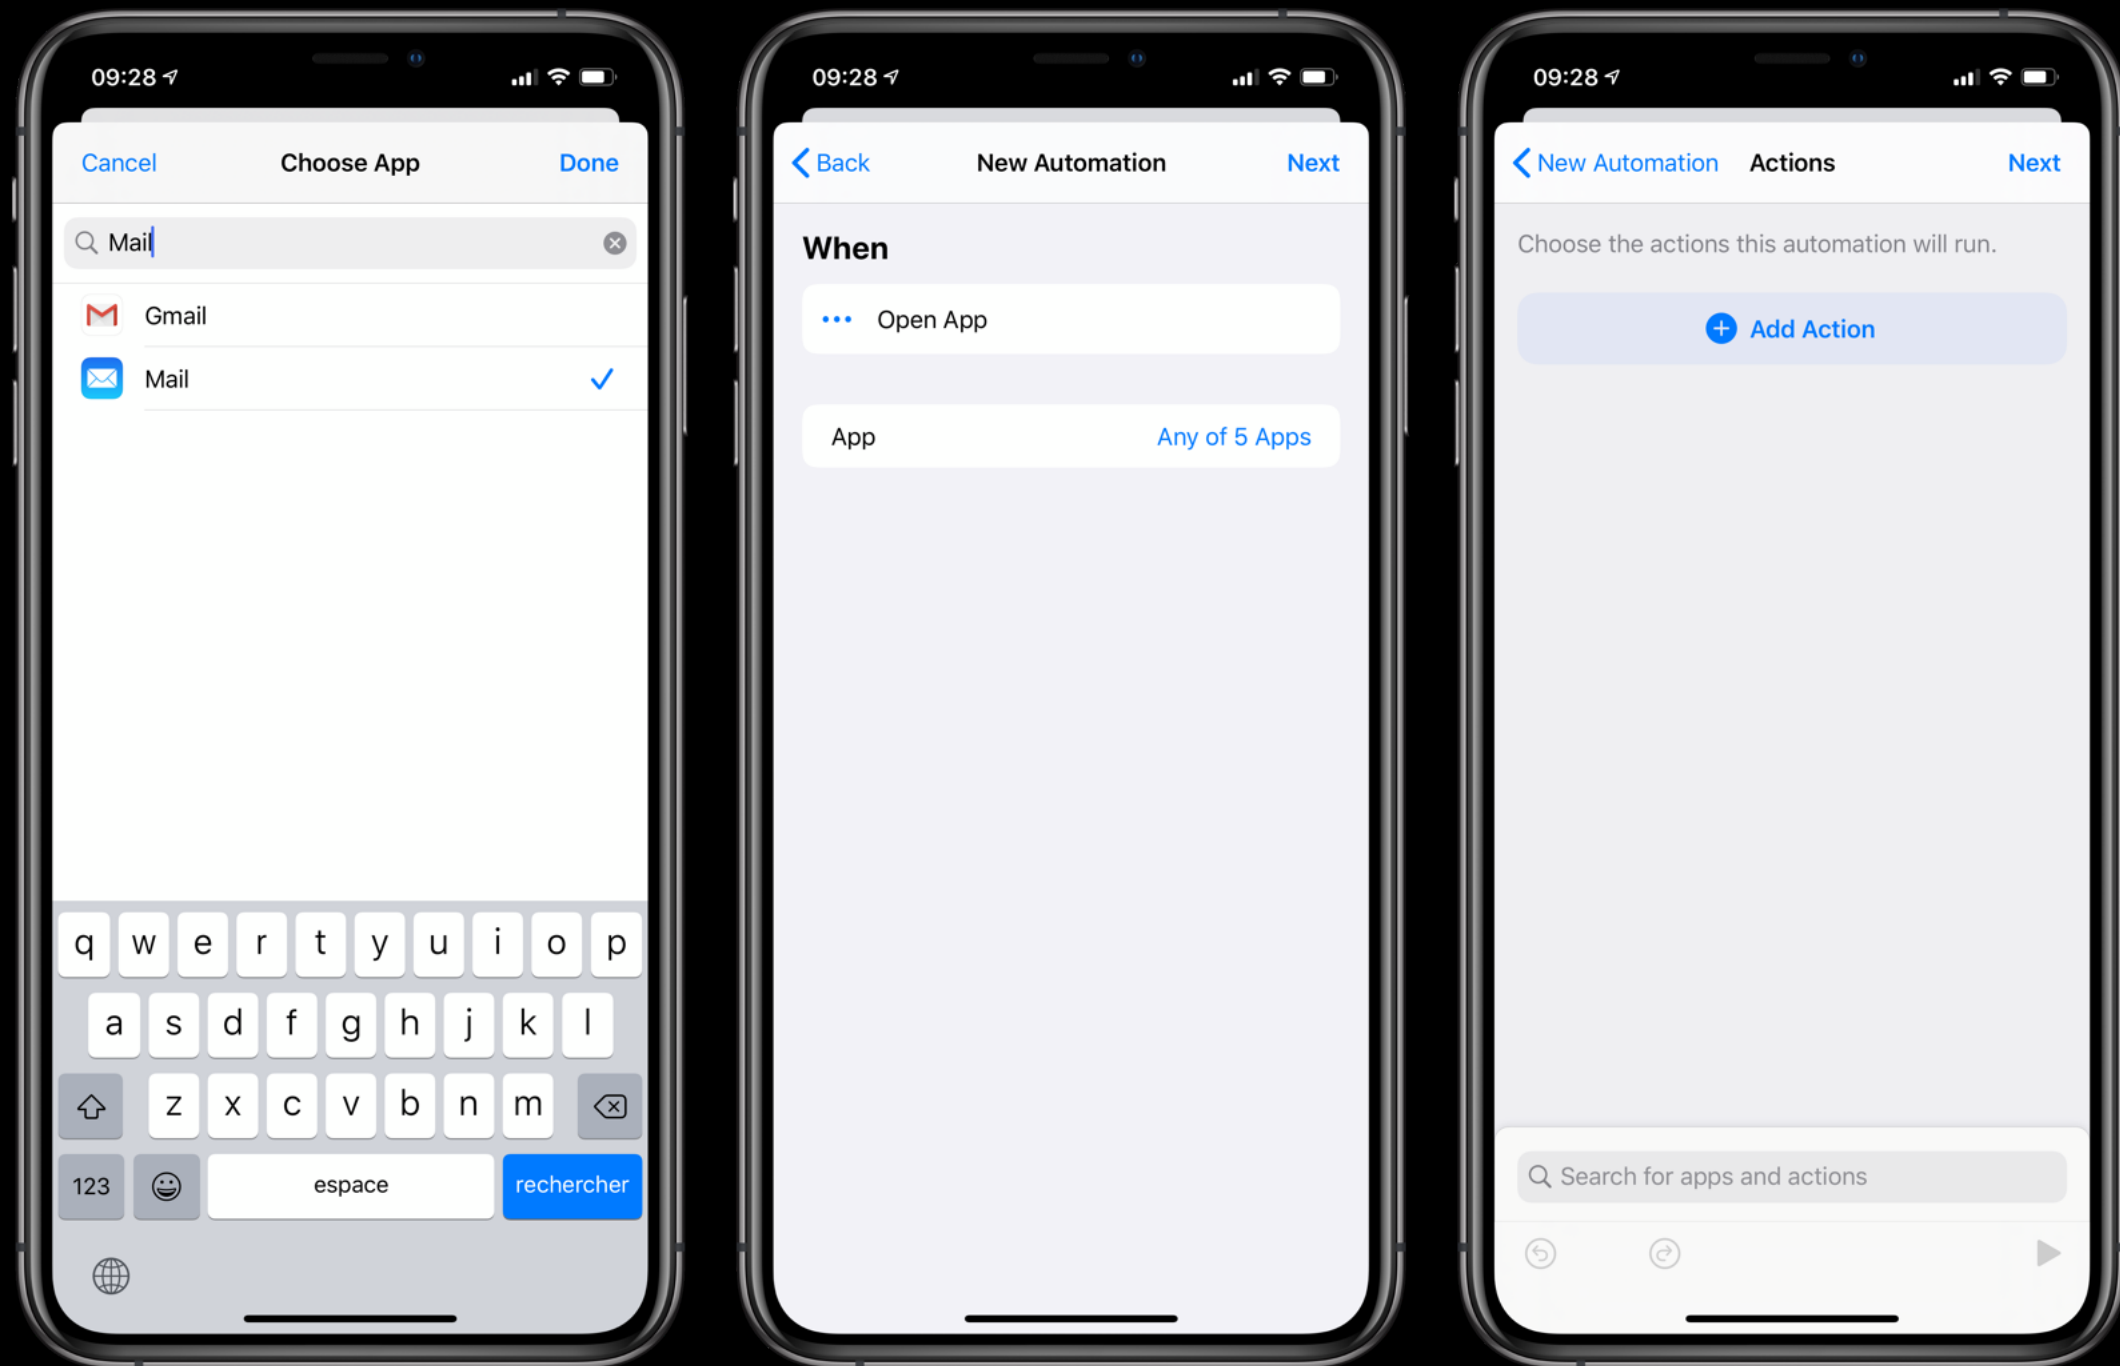 09:28
Cancel
Choose App
Done
Mail
Gmail
Mail
q w e r t y u i o p
a s d f g h j k l
z x c v b n m
123
espace
rechercher
09:28
Back
New Automation
Next
When
Open App
App
Any of 5 Apps
09:28
New Automation
Actions
Next
Choose the actions this automation will run.
Add Action
Search for apps and actions